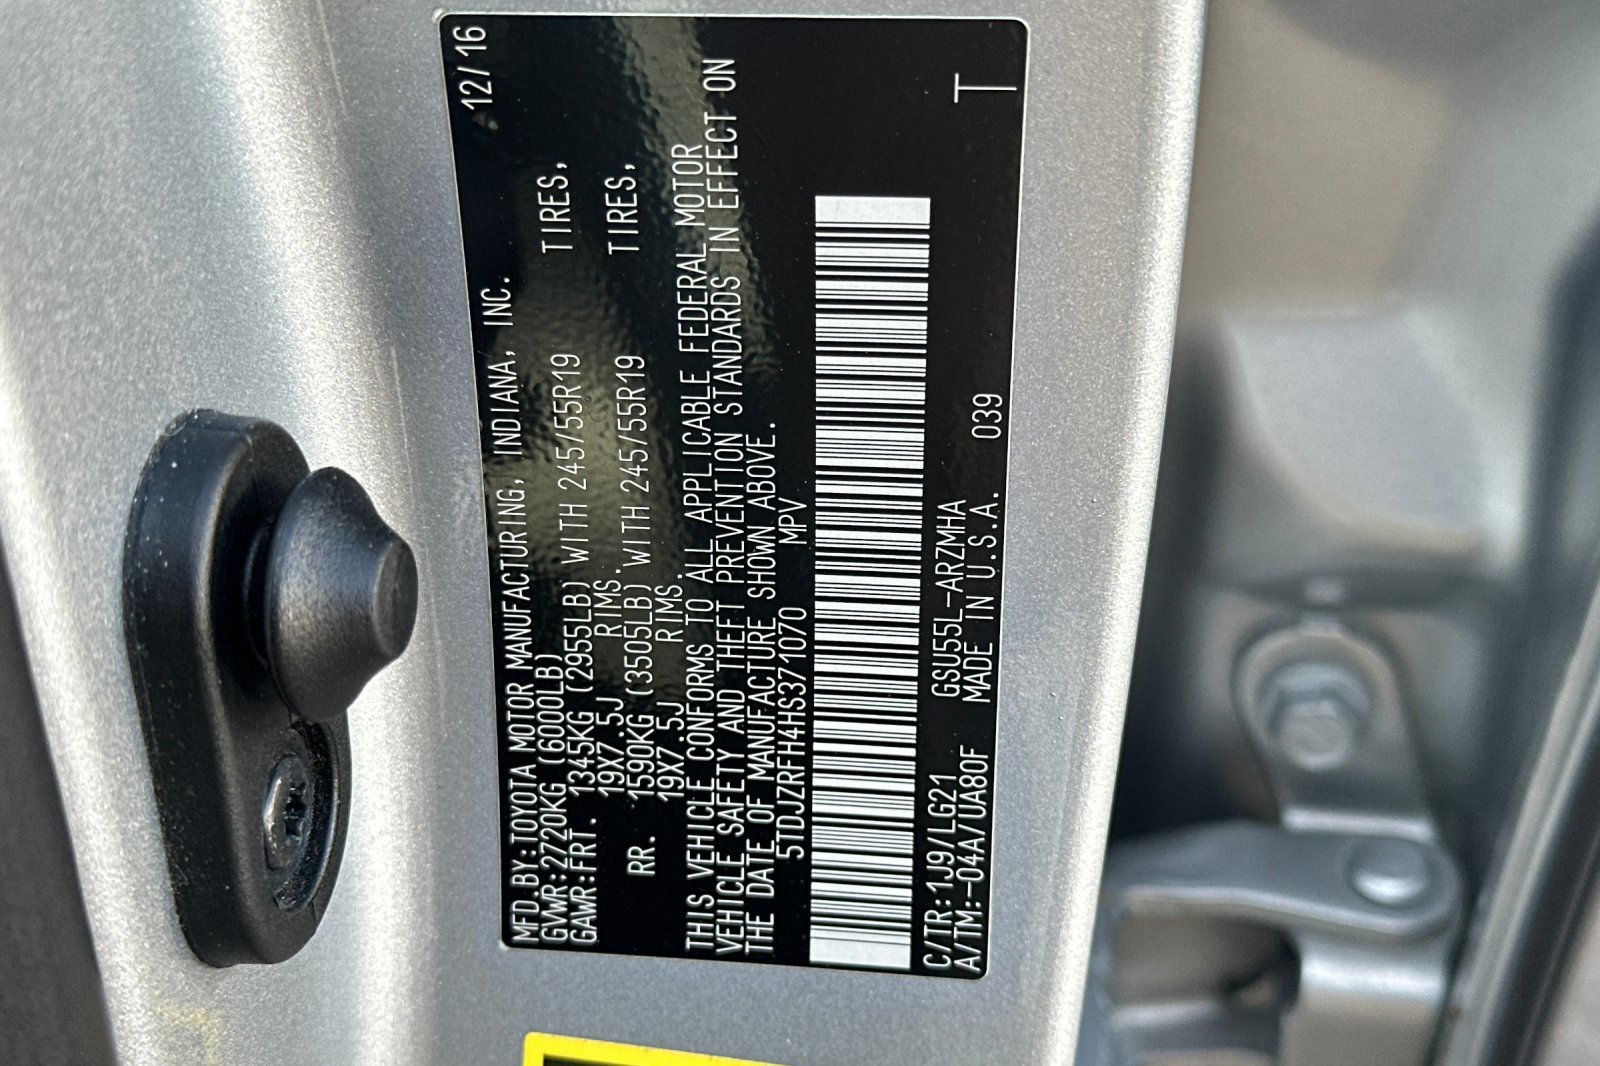 12/16
MFD.BY:TOYOTA MOTOR MANUFACTURING, INDIANA, INC.
GVWR:2720KG (6000LB)
GAWR:FRT. 1345KG (2955LB) WITH 245/55R19 TIRES,
19X7.5J RIMS.
RR. 1590KG (3505LB) WITH 245/55R19 TIRES,
19X7.5J RIMS.
THIS VEHICLE CONFORMS TO ALL APPLICABLE FEDERAL MOTOR
VEHICLE SAFETY AND THEFT PREVENTION STANDARDS IN EFFECT ON
THE DATE OF MANUFACTURE SHOWN ABOVE.
5TDJZRFH4HS371070 MPV
C/TR:1J9/LG21 GSU55L-ARZMHA
A/TM:-04A/UA80F MADE IN U.S.A. 039 T